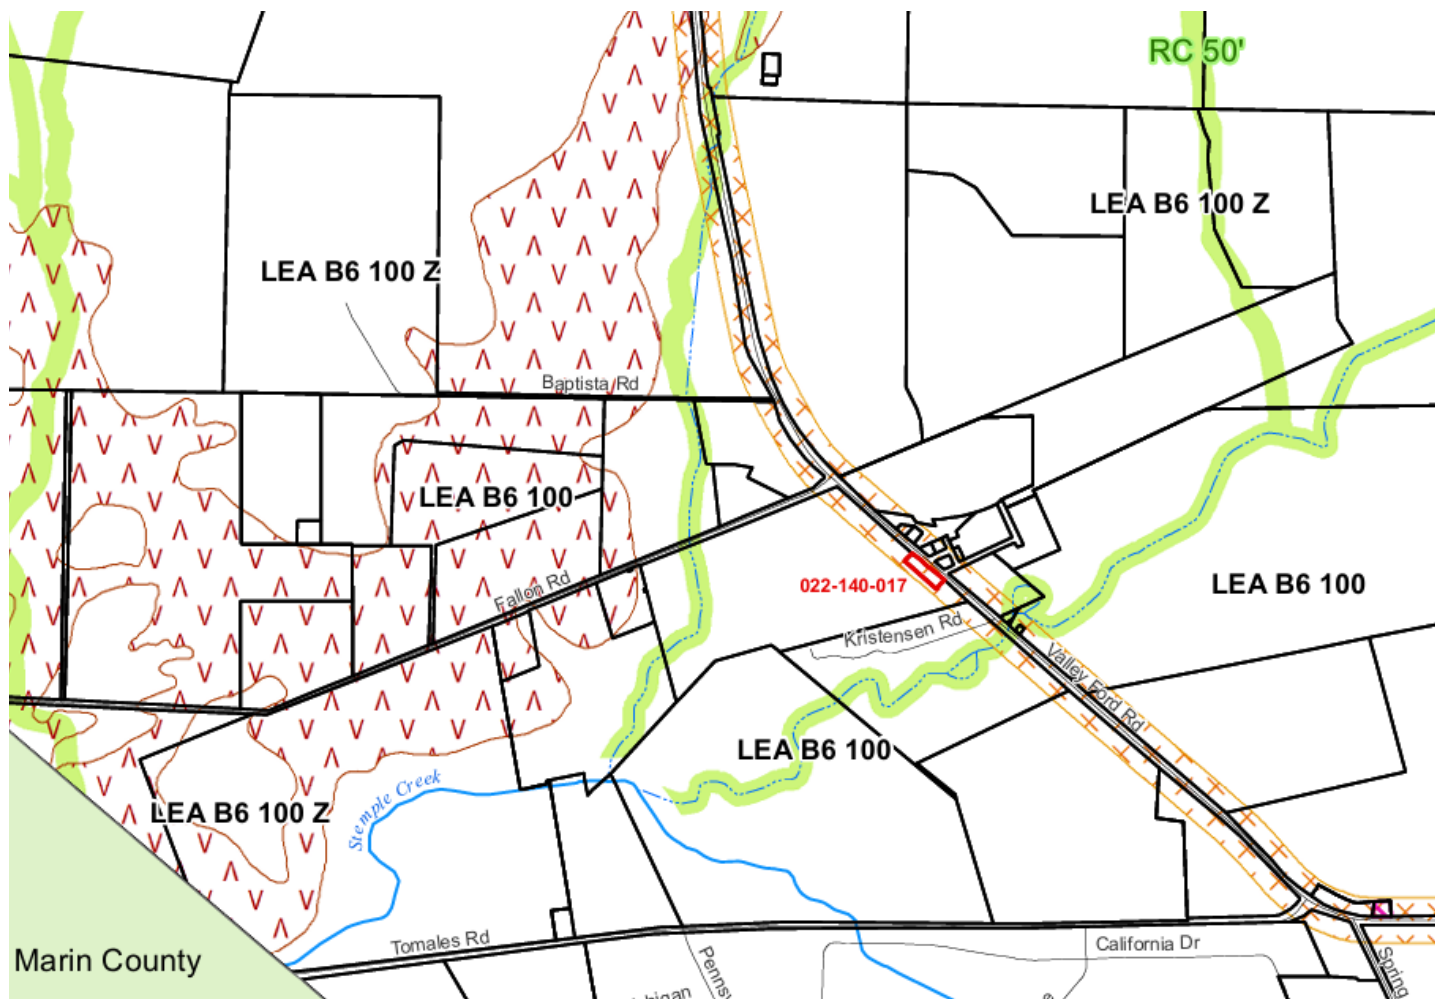 RC 50'
LEA B6 100 Z
LEA B6 100 Z
Baptista Rd
LEA B6 100
Fallon Rd
022-140-017
LEA B6 100
Kristensen Rd
Valley Ford Rd
LEA B6 100
Stemple Creek
LEA B6 100 Z
Tomales Rd
California Dr
Marin County
Spring